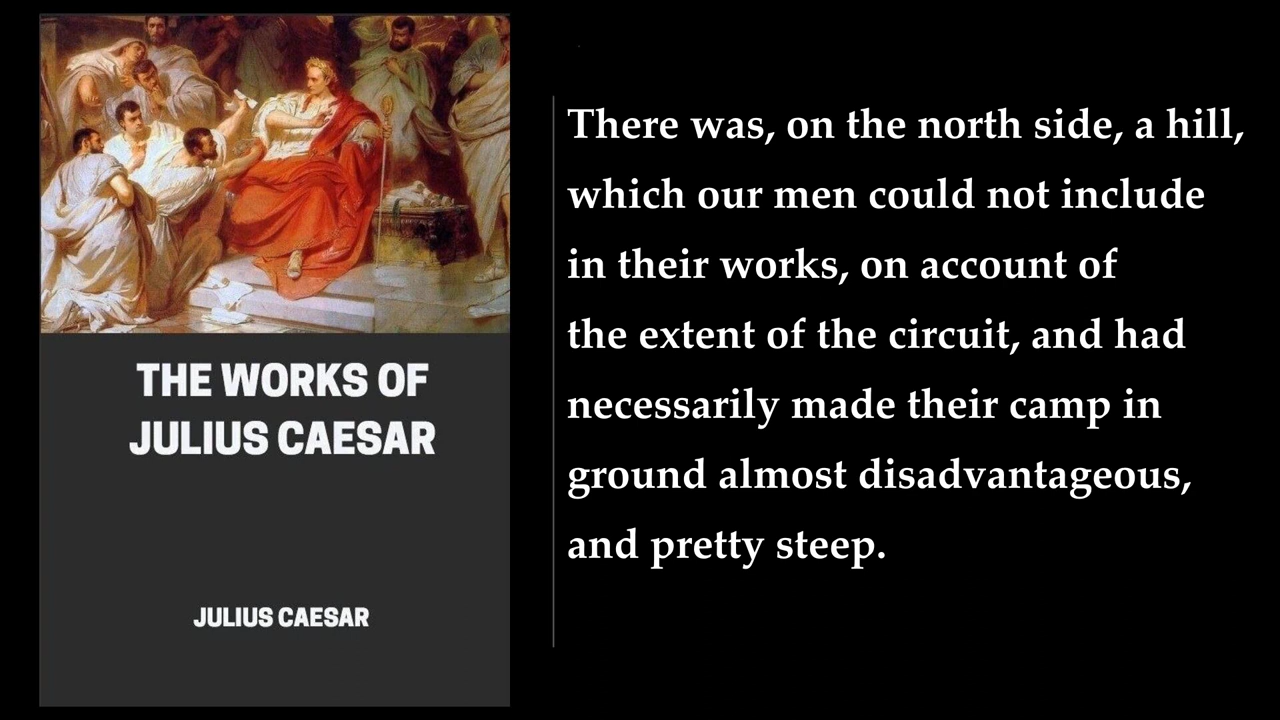 THE WORKS OF
JULIUS CAESAR
JULIUS CAESAR
There was, on the north side, a hill,
which our men could not include
in their works, on account of
the extent of the circuit, and had
necessarily made their camp in
ground almost disadvantageous,
and pretty steep.